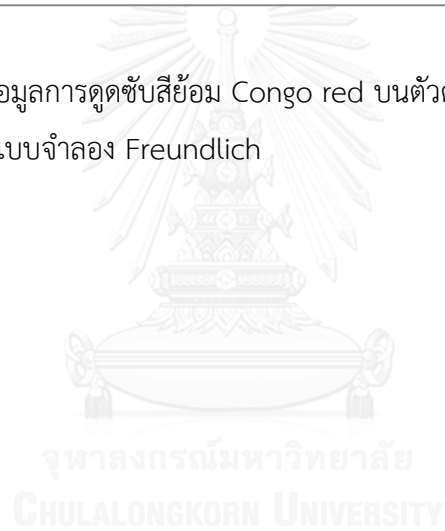 อมูลการดูดซับสีย้อม Congo red บนตัว
แบบจำลอง Freundlich
จุฬาลงกรณ์มหาวิทยาลัย
CHULALONGKORN UNIVERSITY